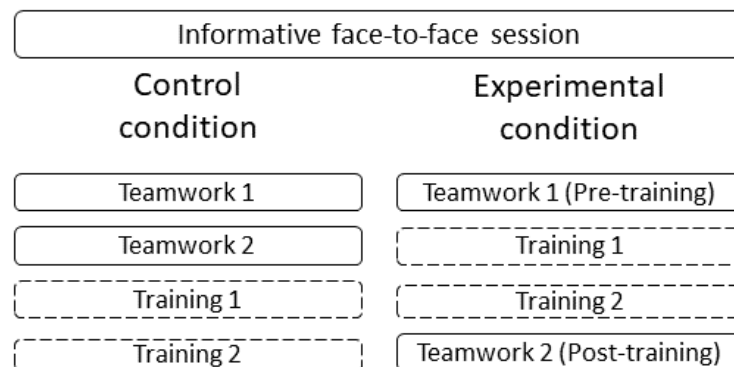 Informative face-to-face session
Control
condition
Experimental
condition
Teamwork 1
Teamwork 1 (Pre-training)
Teamwork 2
Training 1
Training 1
Training 2
Training 2
Teamwork 2 (Post-training)